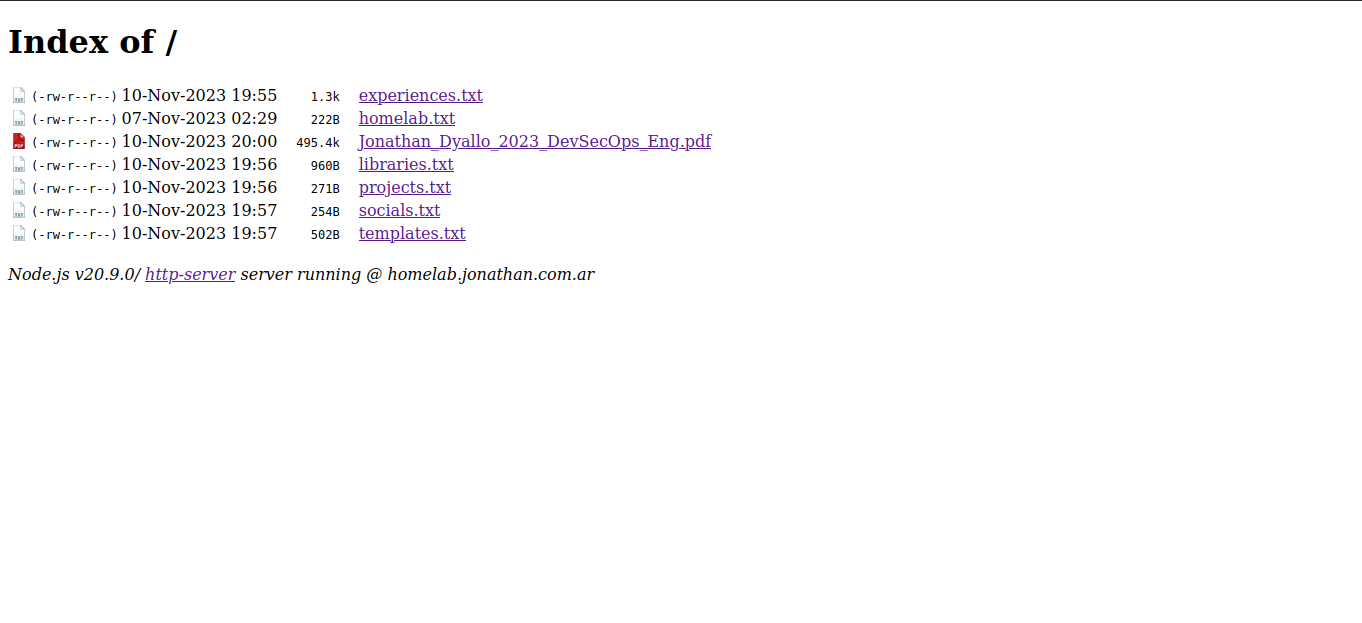 Index of /
(-rw-r--r--) 10-Nov-2023 19:55 1.3k experiences.txt
(-rw-r--r--) 07-Nov-2023 02:29 222B homelab.txt
(-rw-r--r--) 10-Nov-2023 20:00 495.4k Jonathan_Dyallo_2023_DevSecOps_Eng.pdf
(-rw-r--r--) 10-Nov-2023 19:56 960B libraries.txt
(-rw-r--r--) 10-Nov-2023 19:56 271B projects.txt
(-rw-r--r--) 10-Nov-2023 19:57 254B socials.txt
(-rw-r--r--) 10-Nov-2023 19:57 502B templates.txt
Node.js v20.9.0/ http-server server running @ homelab.jonathan.com.ar